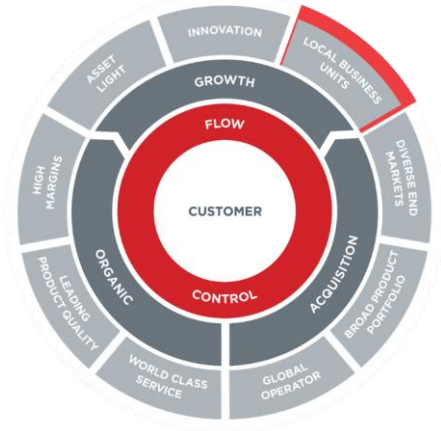 INNOVATION
LOCAL BUSINESS
UNITS
DIVERSE END
MARKETS
BROAD PRODUCT
PORTFOLIO
GLOBAL
OPERATOR
WORLD CLASS
SERVICE
LEADING
PRODUCT QUALITY
HIGH
MARGINS
ASSET
LIGHT
GROWTH
ACQUISITION
ORGANIC
FLOW
CONTROL
CUSTOMER